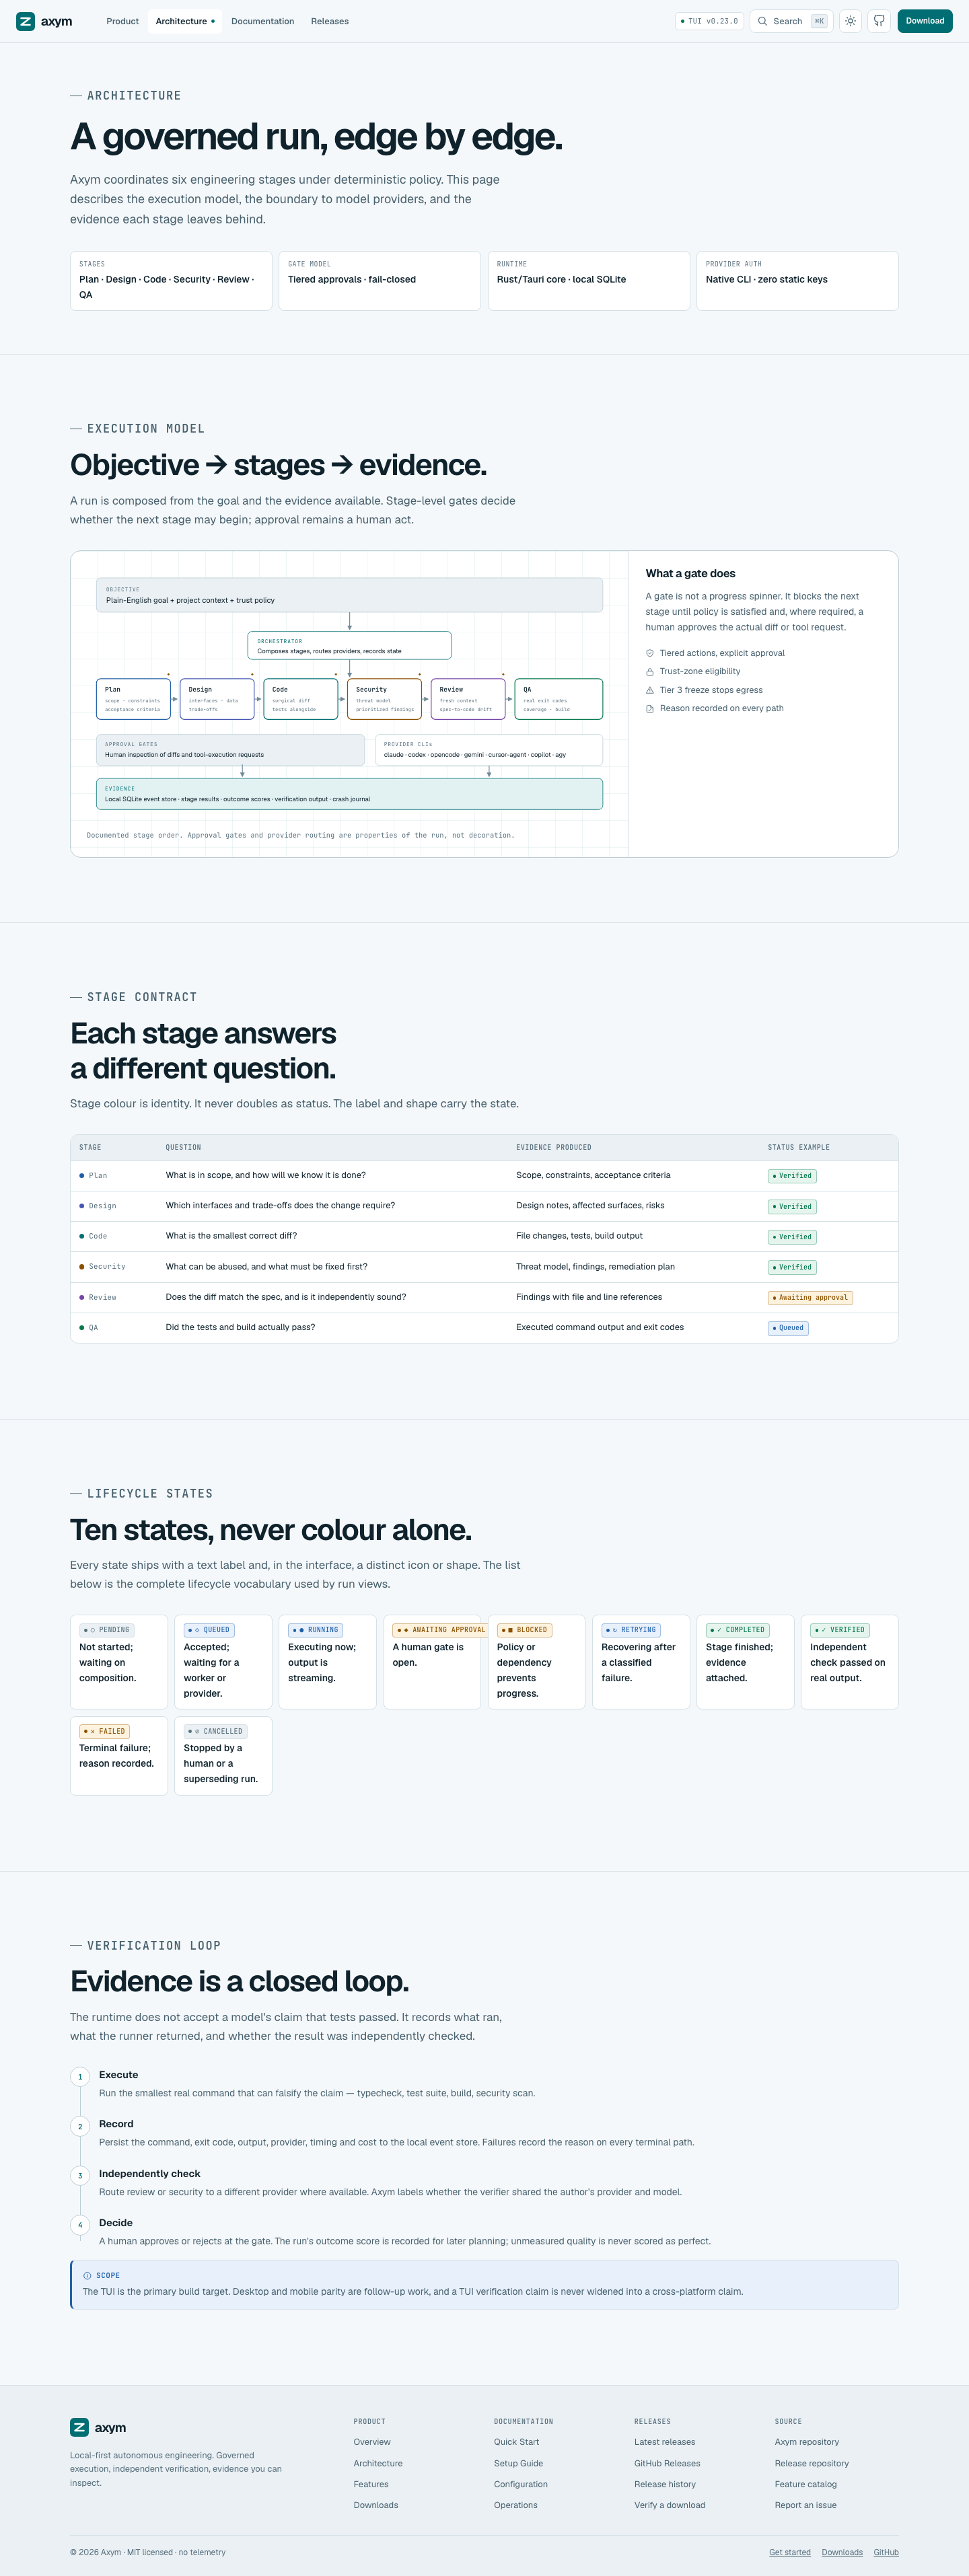 axym
Product
Architecture
Documentation
Releases
TUI v0.23.0
Search ⌘K
Download
— ARCHITECTURE
A governed run, edge by edge.
Axym coordinates six engineering stages under deterministic policy. This page
describes the execution model, the boundary to model providers, and the
evidence each stage leaves behind.
STAGES
Plan · Design · Code · Security · Review ·
QA
GATE MODEL
Tiered approvals · fail-closed
RUNTIME
Rust/Tauri core · local SQLite
PROVIDER AUTH
Native CLI · zero static keys
— EXECUTION MODEL
Objective → stages → evidence.
A run is composed from the goal and the evidence available. Stage-level gates decide
whether the next stage may begin; approval remains a human act.
OBJECTIVE
Plain-English goal + project context + trust policy
ORCHESTRATOR
Composes stages, routes providers, records state
Plan
scope · constraints
acceptance criteria
Design
interfaces · data
trade-offs
Code
surgical diff
tests alongside
Security
threat model
prioritized findings
Review
fresh context
spec-to-code drift
QA
real exit codes
coverage · build
APPROVAL GATES
Human inspection of diffs and tool-execution requests
PROVIDER CLIs
claude · codex · opencode · gemini · cursor-agent · copilot · agy
EVIDENCE
Local SQLite event store · stage results · outcome scores · verification output · crash journal
Documented stage order. Approval gates and provider routing are properties of the run, not decoration.
What a gate does
A gate is not a progress spinner. It blocks the next
stage until policy is satisfied and, where required, a
human approves the actual diff or tool request.
Tiered actions, explicit approval
Trust-zone eligibility
Tier 3 freeze stops egress
Reason recorded on every path
— STAGE CONTRACT
Each stage answers
a different question.
Stage colour is identity. It never doubles as status. The label and shape carry the state.
STAGE QUESTION EVIDENCE PRODUCED STATUS EXAMPLE
Plan What is in scope, and how will we know it is done? Scope, constraints, acceptance criteria Verified
Design Which interfaces and trade-offs does the change require? Design notes, affected surfaces, risks Verified
Code What is the smallest correct diff? File changes, tests, build output Verified
Security What can be abused, and what must be fixed first? Threat model, findings, remediation plan Verified
Review Does the diff match the spec, and is it independently sound? Findings with file and line references Awaiting approval
QA Did the tests and build actually pass? Executed command output and exit codes Queued
— LIFECYCLE STATES
Ten states, never colour alone.
Every state ships with a text label and, in the interface, a distinct icon or shape. The list
below is the complete lifecycle vocabulary used by run views.
○ PENDING
Not started;
waiting on
composition.
◇ QUEUED
Accepted;
waiting for a
worker or
provider.
● RUNNING
Executing now;
output is
streaming.
◆ AWAITING APPROVAL
A human gate is
open.
■ BLOCKED
Policy or
dependency
prevents
progress.
↻ RETRYING
Recovering after
a classified
failure.
✓ COMPLETED
Stage finished;
evidence
attached.
✓ VERIFIED
Independent
check passed on
real output.
✕ FAILED
Terminal failure;
reason recorded.
⊘ CANCELLED
Stopped by a
human or a
superseding run.
— VERIFICATION LOOP
Evidence is a closed loop.
The runtime does not accept a model's claim that tests passed. It records what ran,
what the runner returned, and whether the result was independently checked.
1
Execute
Run the smallest real command that can falsify the claim — typecheck, test suite, build, security scan.
2
Record
Persist the command, exit code, output, provider, timing and cost to the local event store. Failures record the reason on every terminal path.
3
Independently check
Route review or security to a different provider where available. Axym labels whether the verifier shared the author's provider and model.
4
Decide
A human approves or rejects at the gate. The run's outcome score is recorded for later planning; unmeasured quality is never scored as perfect.
SCOPE
The TUI is the primary build target. Desktop and mobile parity are follow-up work, and a TUI verification claim is never widened into a cross-platform claim.
axym
Local-first autonomous engineering. Governed
execution, independent verification, evidence you can
inspect.
PRODUCT
Overview
Architecture
Features
Downloads
DOCUMENTATION
Quick Start
Setup Guide
Configuration
Operations
RELEASES
Latest releases
GitHub Releases
Release history
Verify a download
SOURCE
Axym repository
Release repository
Feature catalog
Report an issue
© 2026 Axym · MIT licensed · no telemetry
Get started
Downloads
GitHub